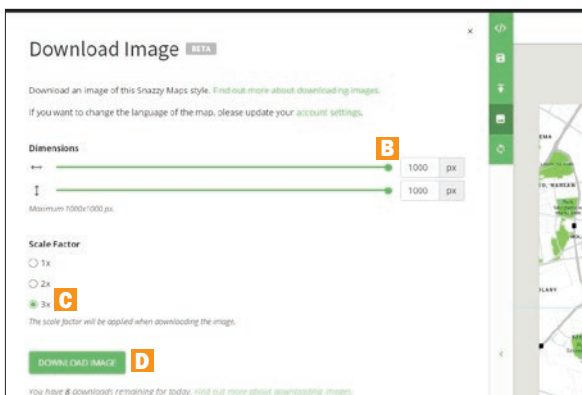 ×
Download Image BETA
Download an image of this Snazzy Maps style. Find out more about downloading images.
If you want to change the language of the map, please update your account settings.
Dimensions
B
1000 px
1000 px
Maximum 1000x1000 px.
Scale Factor
1x
2x
3x C
The scale factor will be applied when downloading the image.
DOWNLOAD IMAGE D
You have 8 downloads remaining for today. Find out more about downloading images.